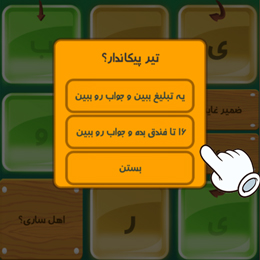 ی
ب
تیر پیکاندار؟
یه تبلیغ ببین و جواب رو ببین
۱۶ تا فندق بده و جواب رو ببین
بستن
ضمیر غا
و
اهل ساری؟
ر
ی